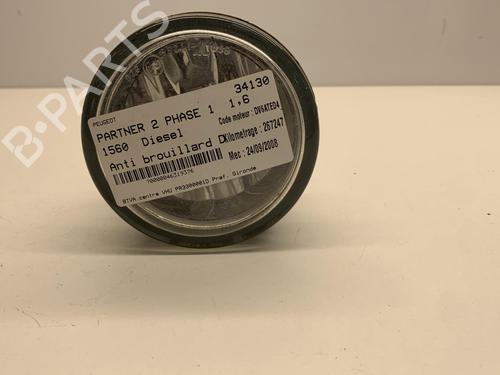 PEUGEOT
34130
PARTNER 2 PHASE 1 1,6
1560 Diesel
Code moteur : DV6ATED4
Anti brouillard D
Kilometrage : 267247
Mec : 24/09/2008
70000046319376
BTVA centre VHU PR3300001D Pref. Gironde
B-PARTS